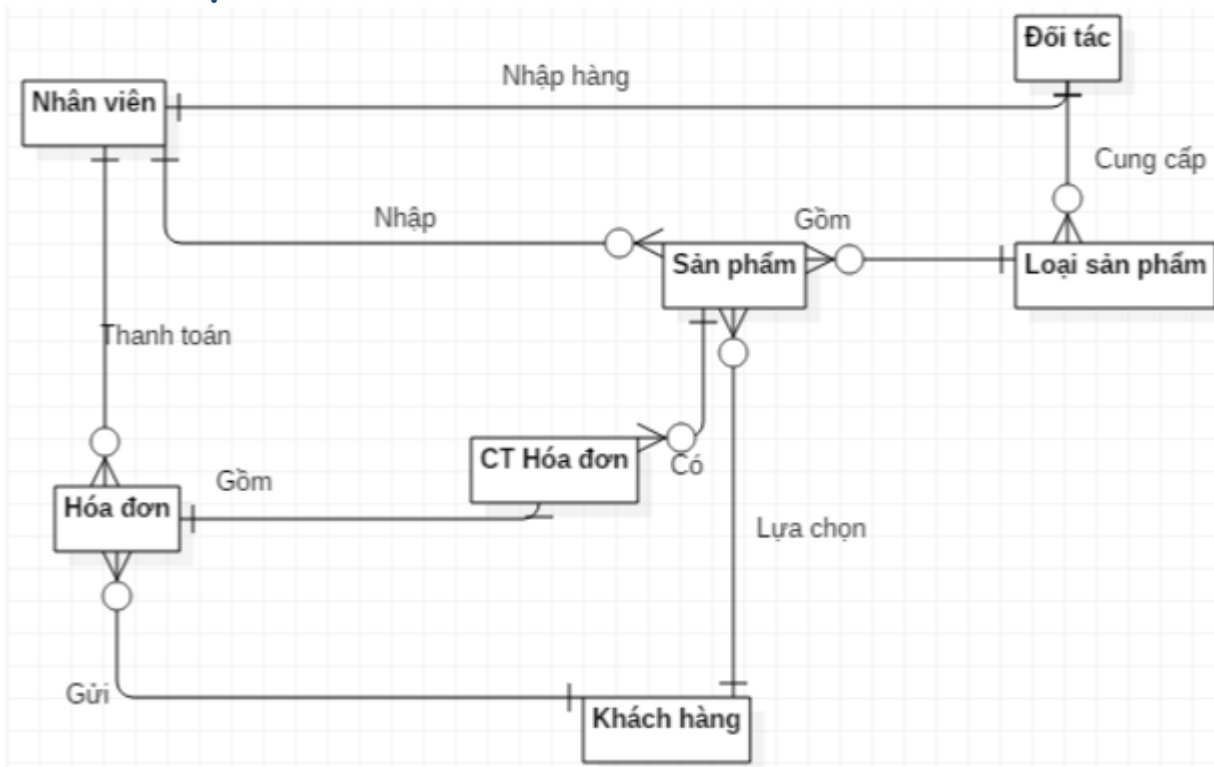 Đối tác
Nhập hàng
Nhân viên
Cung cấp
Nhập
Gồm
Sản phẩm
Loại sản phẩm
Thanh toán
CT Hóa đơn
Có
Gồm
Hóa đơn
Lựa chọn
Gửi
Khách hàng